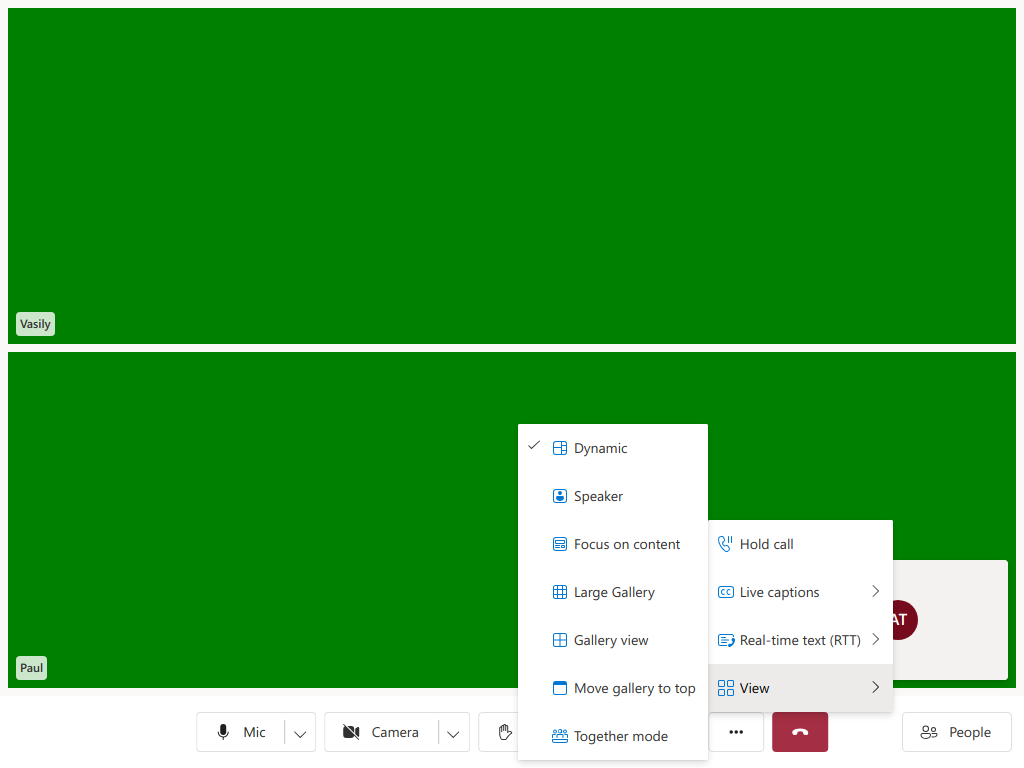 Vasily
Dynamic
Speaker
Focus on content
Hold call
Large Gallery
Live captions
AT
Gallery view
Real-time text (RTT)
Paul
Move gallery to top
View
Mic
Camera
Together mode
People